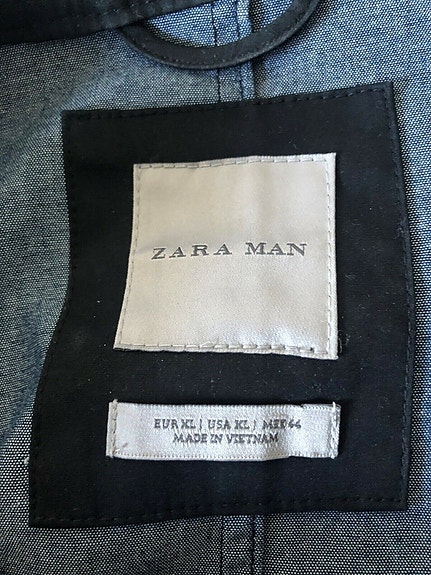 ZARA MAN
EUR XL | USA XL | MEX 44
MADE IN VIETNAM